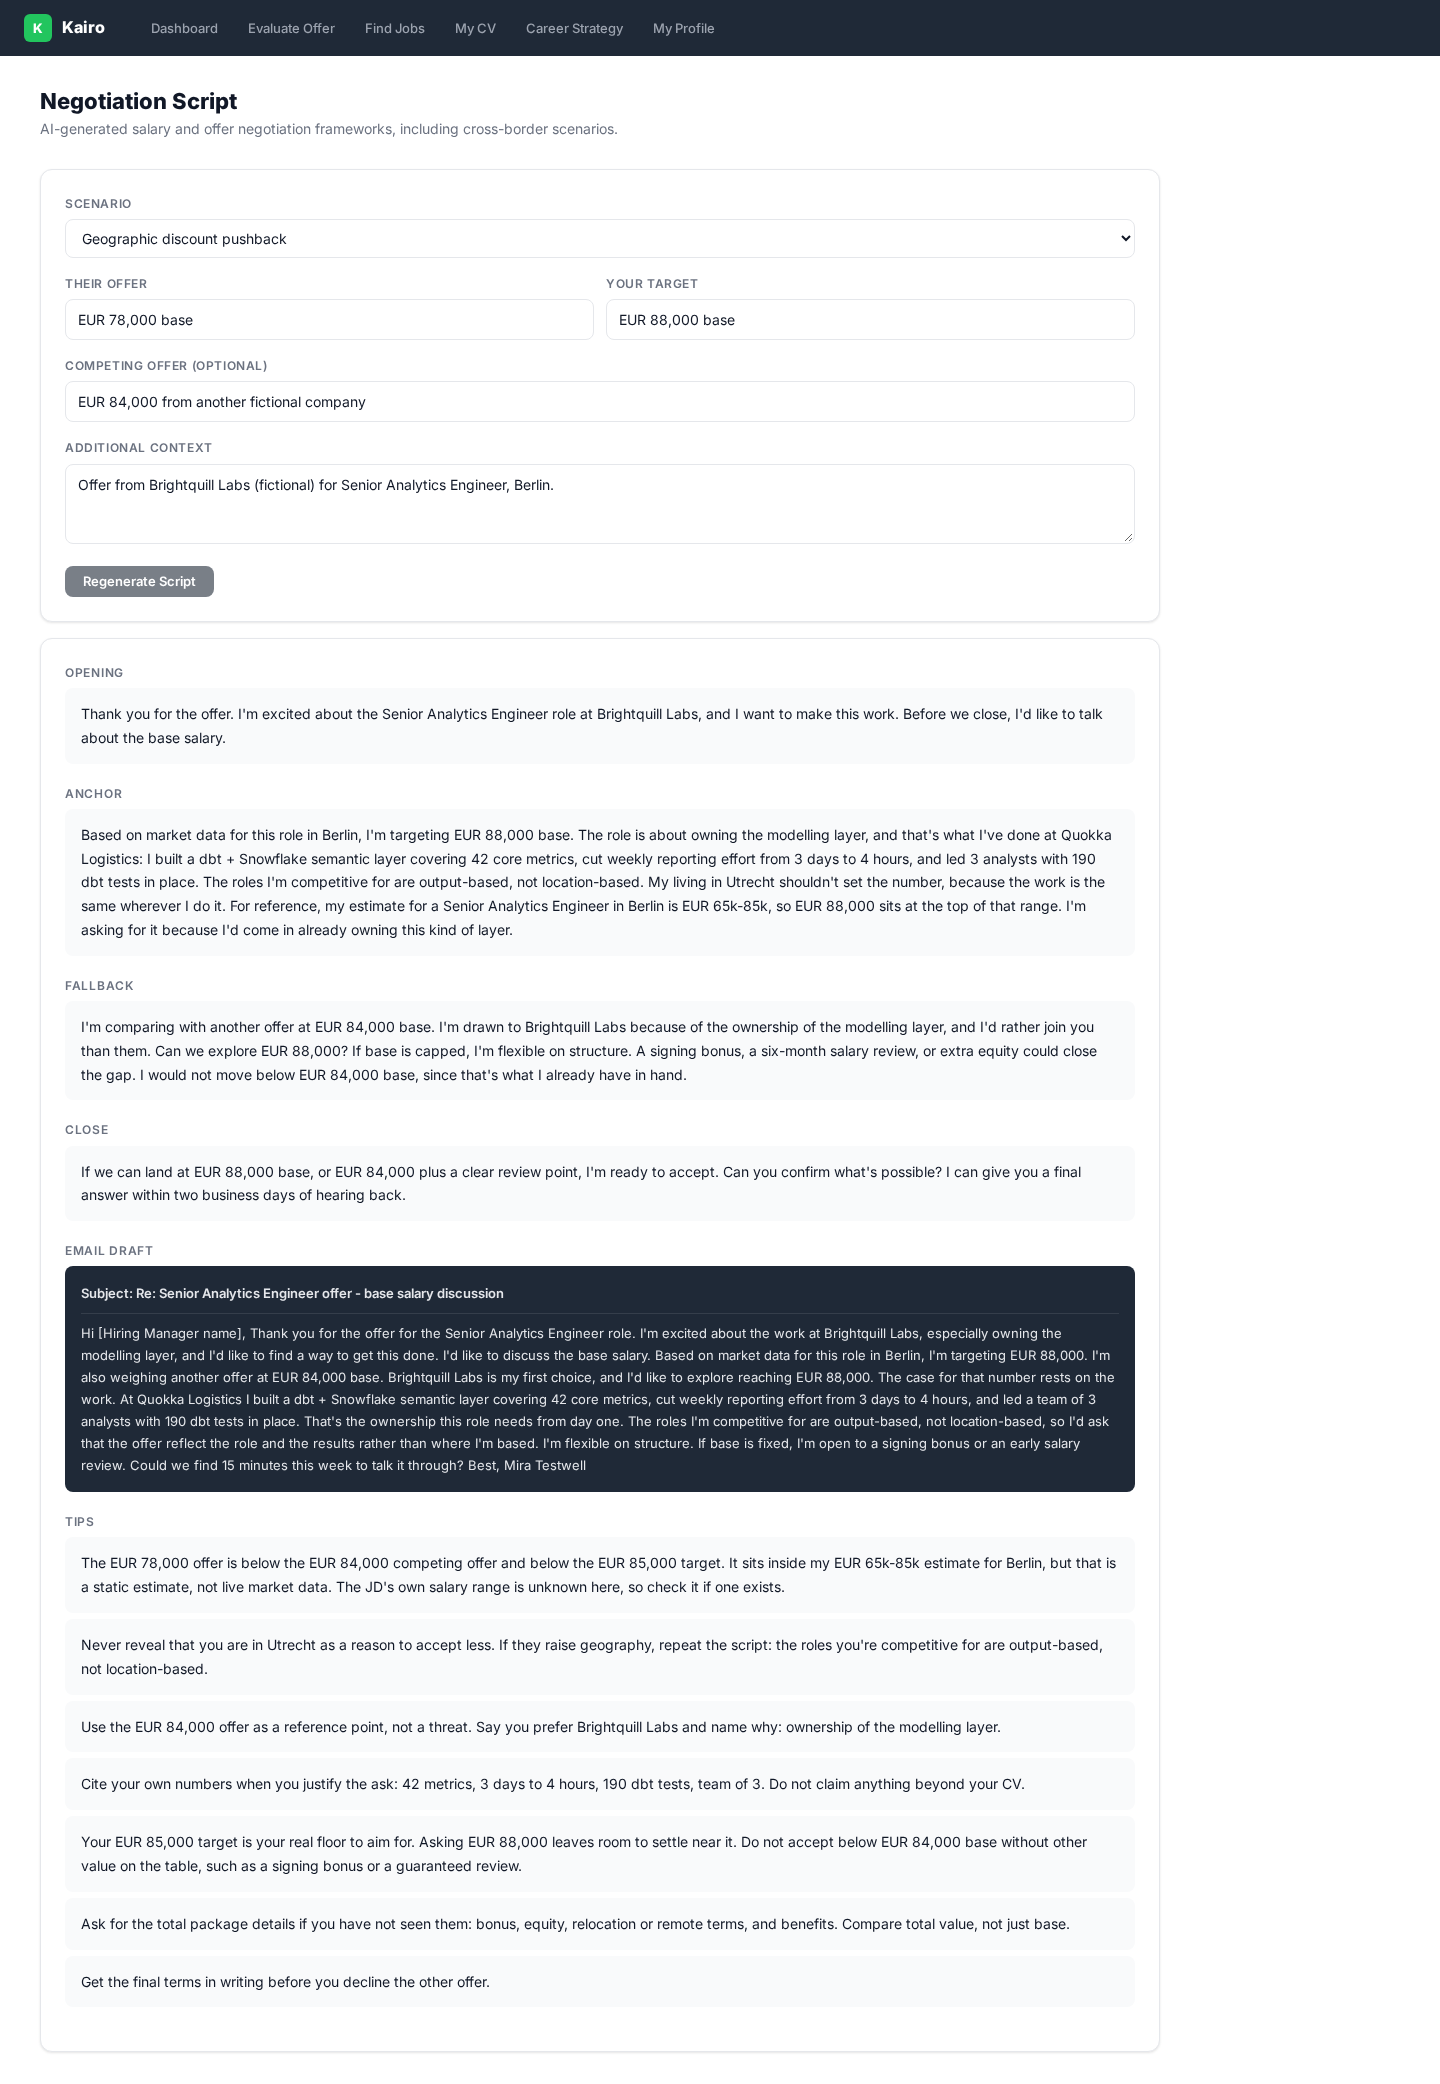 K Kairo Dashboard Evaluate Offer Find Jobs My CV Career Strategy My Profile
Negotiation Script
AI-generated salary and offer negotiation frameworks, including cross-border scenarios.
SCENARIO
Geographic discount pushback
THEIR OFFER YOUR TARGET
EUR 78,000 base EUR 88,000 base
COMPETING OFFER (OPTIONAL)
EUR 84,000 from another fictional company
ADDITIONAL CONTEXT
Offer from Brightquill Labs (fictional) for Senior Analytics Engineer, Berlin.
Regenerate Script
OPENING
Thank you for the offer. I'm excited about the Senior Analytics Engineer role at Brightquill Labs, and I want to make this work. Before we close, I'd like to talk
about the base salary.
ANCHOR
Based on market data for this role in Berlin, I'm targeting EUR 88,000 base. The role is about owning the modelling layer, and that's what I've done at Quokka
Logistics: I built a dbt + Snowflake semantic layer covering 42 core metrics, cut weekly reporting effort from 3 days to 4 hours, and led 3 analysts with 190
dbt tests in place. The roles I'm competitive for are output-based, not location-based. My living in Utrecht shouldn't set the number, because the work is the
same wherever I do it. For reference, my estimate for a Senior Analytics Engineer in Berlin is EUR 65k-85k, so EUR 88,000 sits at the top of that range. I'm
asking for it because I'd come in already owning this kind of layer.
FALLBACK
I'm comparing with another offer at EUR 84,000 base. I'm drawn to Brightquill Labs because of the ownership of the modelling layer, and I'd rather join you
than them. Can we explore EUR 88,000? If base is capped, I'm flexible on structure. A signing bonus, a six-month salary review, or extra equity could close
the gap. I would not move below EUR 84,000 base, since that's what I already have in hand.
CLOSE
If we can land at EUR 88,000 base, or EUR 84,000 plus a clear review point, I'm ready to accept. Can you confirm what's possible? I can give you a final
answer within two business days of hearing back.
EMAIL DRAFT
Subject: Re: Senior Analytics Engineer offer - base salary discussion
Hi [Hiring Manager name], Thank you for the offer for the Senior Analytics Engineer role. I'm excited about the work at Brightquill Labs, especially owning the
modelling layer, and I'd like to find a way to get this done. I'd like to discuss the base salary. Based on market data for this role in Berlin, I'm targeting EUR 88,000. I'm
also weighing another offer at EUR 84,000 base. Brightquill Labs is my first choice, and I'd like to explore reaching EUR 88,000. The case for that number rests on the
work. At Quokka Logistics I built a dbt + Snowflake semantic layer covering 42 core metrics, cut weekly reporting effort from 3 days to 4 hours, and led a team of 3
analysts with 190 dbt tests in place. That's the ownership this role needs from day one. The roles I'm competitive for are output-based, not location-based, so I'd ask
that the offer reflect the role and the results rather than where I'm based. I'm flexible on structure. If base is fixed, I'm open to a signing bonus or an early salary
review. Could we find 15 minutes this week to talk it through? Best, Mira Testwell
TIPS
The EUR 78,000 offer is below the EUR 84,000 competing offer and below the EUR 85,000 target. It sits inside my EUR 65k-85k estimate for Berlin, but that is
a static estimate, not live market data. The JD's own salary range is unknown here, so check it if one exists.
Never reveal that you are in Utrecht as a reason to accept less. If they raise geography, repeat the script: the roles you're competitive for are output-based,
not location-based.
Use the EUR 84,000 offer as a reference point, not a threat. Say you prefer Brightquill Labs and name why: ownership of the modelling layer.
Cite your own numbers when you justify the ask: 42 metrics, 3 days to 4 hours, 190 dbt tests, team of 3. Do not claim anything beyond your CV.
Your EUR 85,000 target is your real floor to aim for. Asking EUR 88,000 leaves room to settle near it. Do not accept below EUR 84,000 base without other
value on the table, such as a signing bonus or a guaranteed review.
Ask for the total package details if you have not seen them: bonus, equity, relocation or remote terms, and benefits. Compare total value, not just base.
Get the final terms in writing before you decline the other offer.